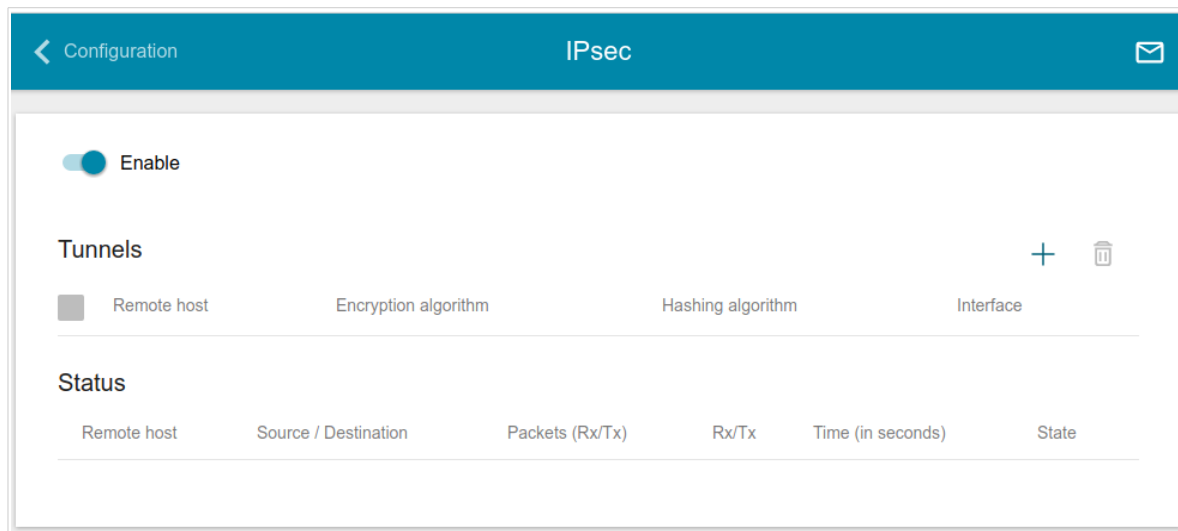 Configuration IPsec
Enable
Tunnels
Remote host Encryption algorithm Hashing algorithm Interface
Status
Remote host Source / Destination Packets (Rx/Tx) Rx/Tx Time (in seconds) State